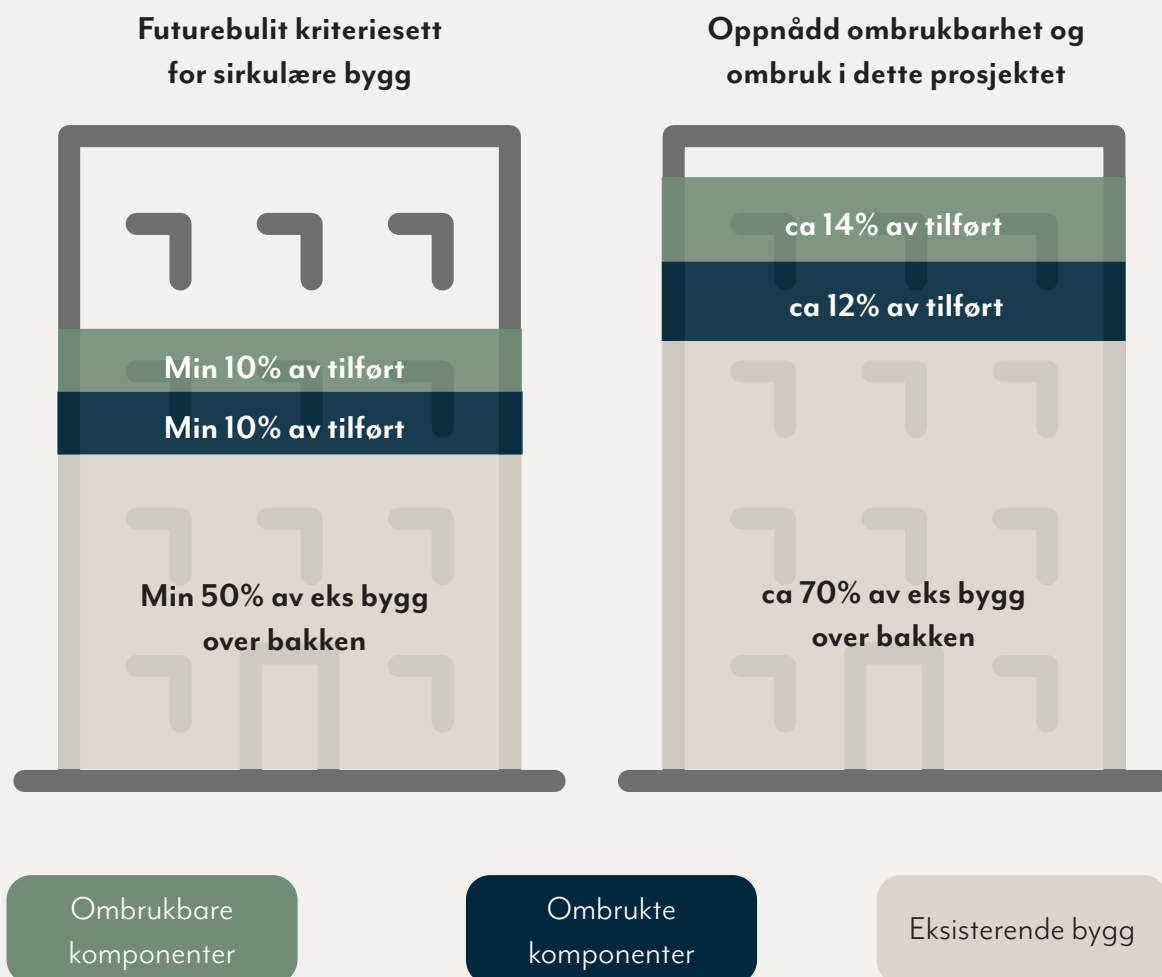 Futurebulit kriteriesett
for sirkulære bygg
Min 10% av tilført
Min 10% av tilført
Min 50% av eks bygg
over bakken
Oppnådd ombrukbarhet og
ombruk i dette prosjektet
ca 14% av tilført
ca 12% av tilført
ca 70% av eks bygg
over bakken
Ombrukbare
komponenter
Ombrukte
komponenter
Eksisterende bygg